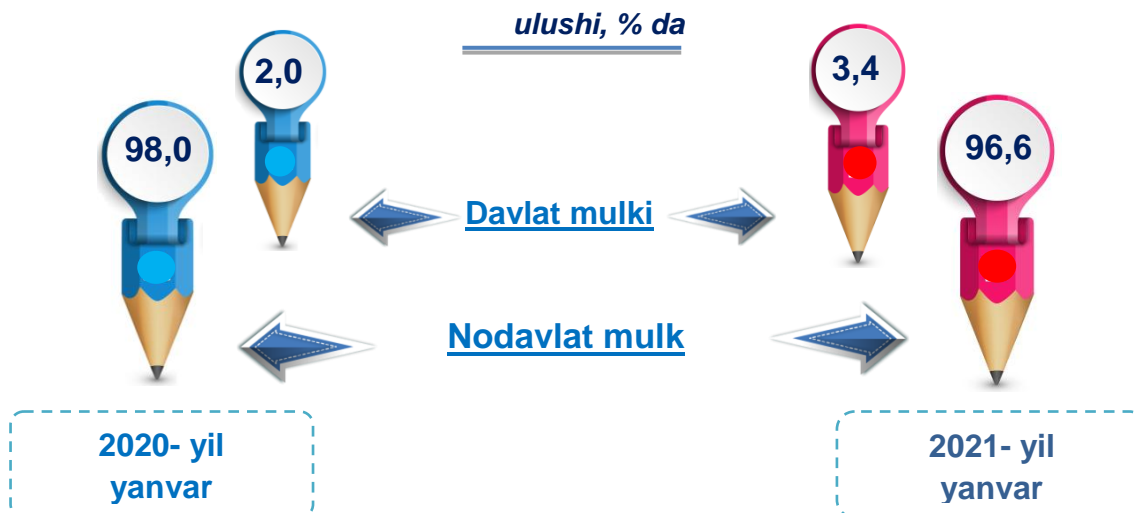 ulushi, % da
2,0
3,4
98,0
96,6
Davlat mulki
Nodavlat mulk
2020- yil
yanvar
2021- yil
yanvar